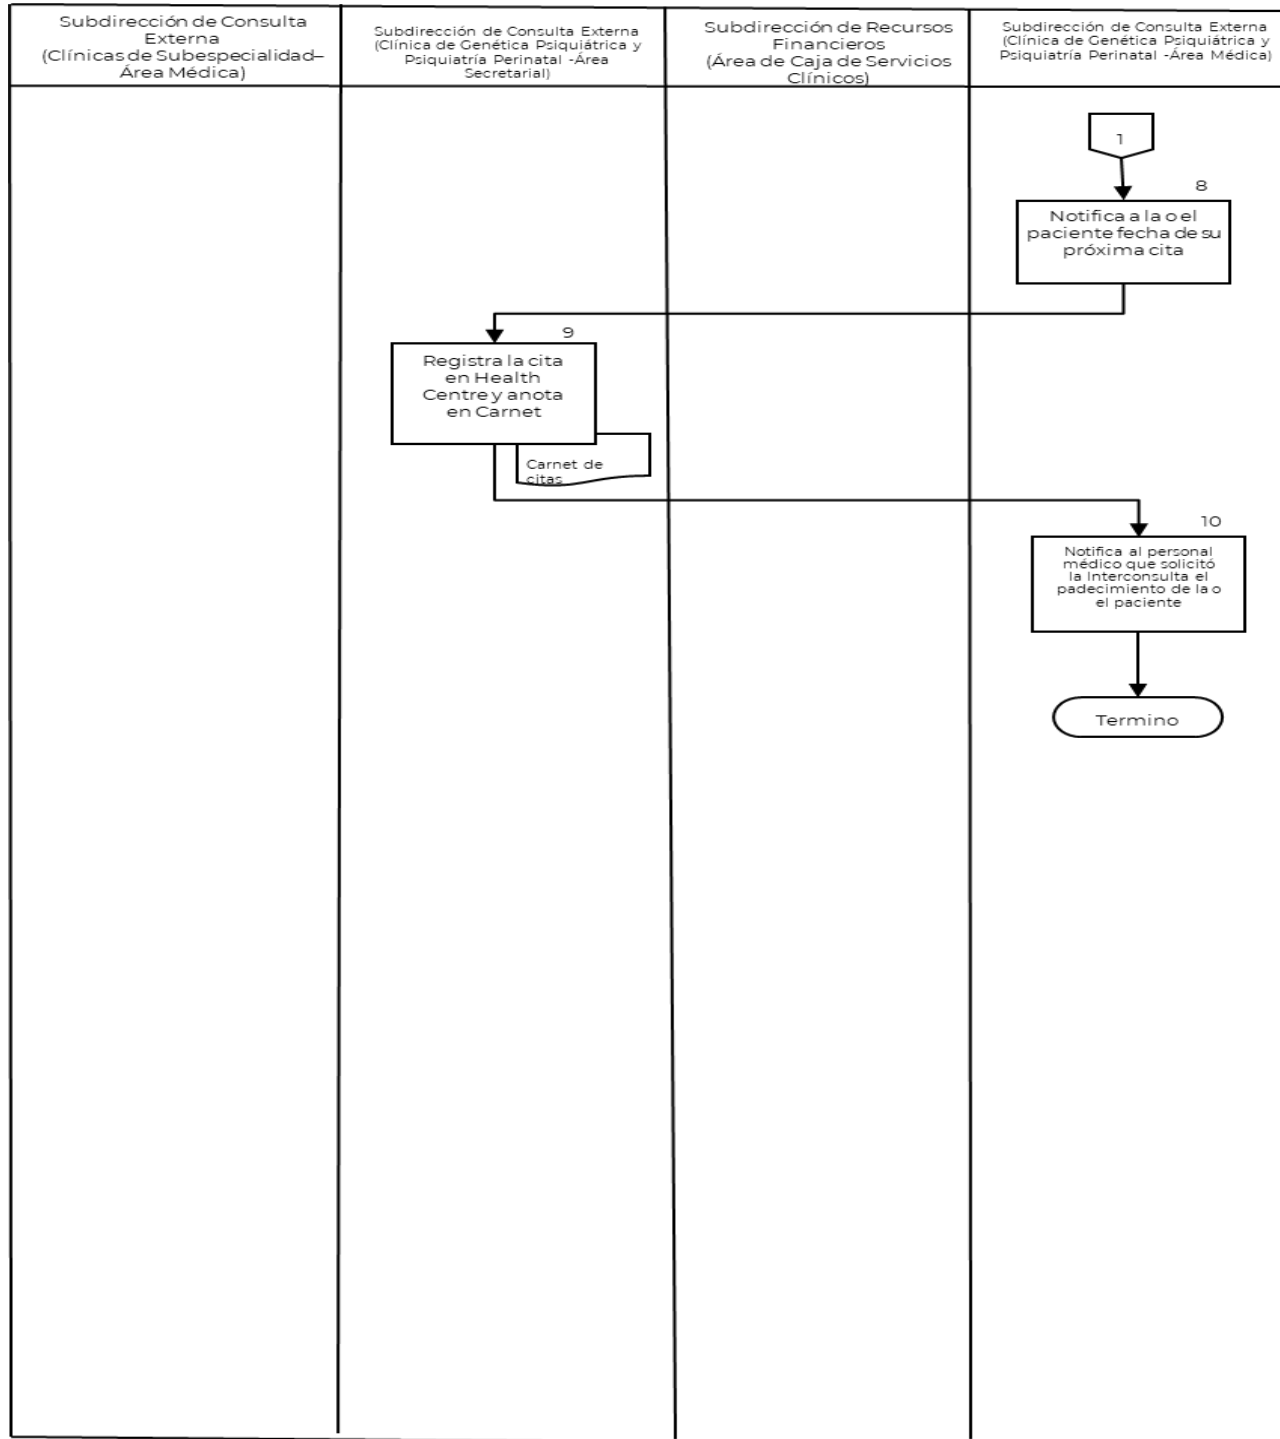 Subdirección de Consulta
Externa
(Clínicas de Subespecialidad–
Área Médica)
Subdirección de Consulta Externa
(Clínica de Genética Psiquiátrica y
Psiquiatría Perinatal -Área
Secretarial)
Subdirección de Recursos
Financieros
(Área de Caja de Servicios
Clínicos)
Subdirección de Consulta Externa
(Clínica de Genética Psiquiátrica y
Psiquiatría Perinatal -Área Médica)
1
8
Notifica a la o el
paciente fecha de su
próxima cita
9
Registra la cita
en Health
Centre y anota
en Carnet
Carnet de
citas
10
Notifica al personal
médico que solicitó
la Interconsulta el
padecimiento de la o
el paciente
Termino